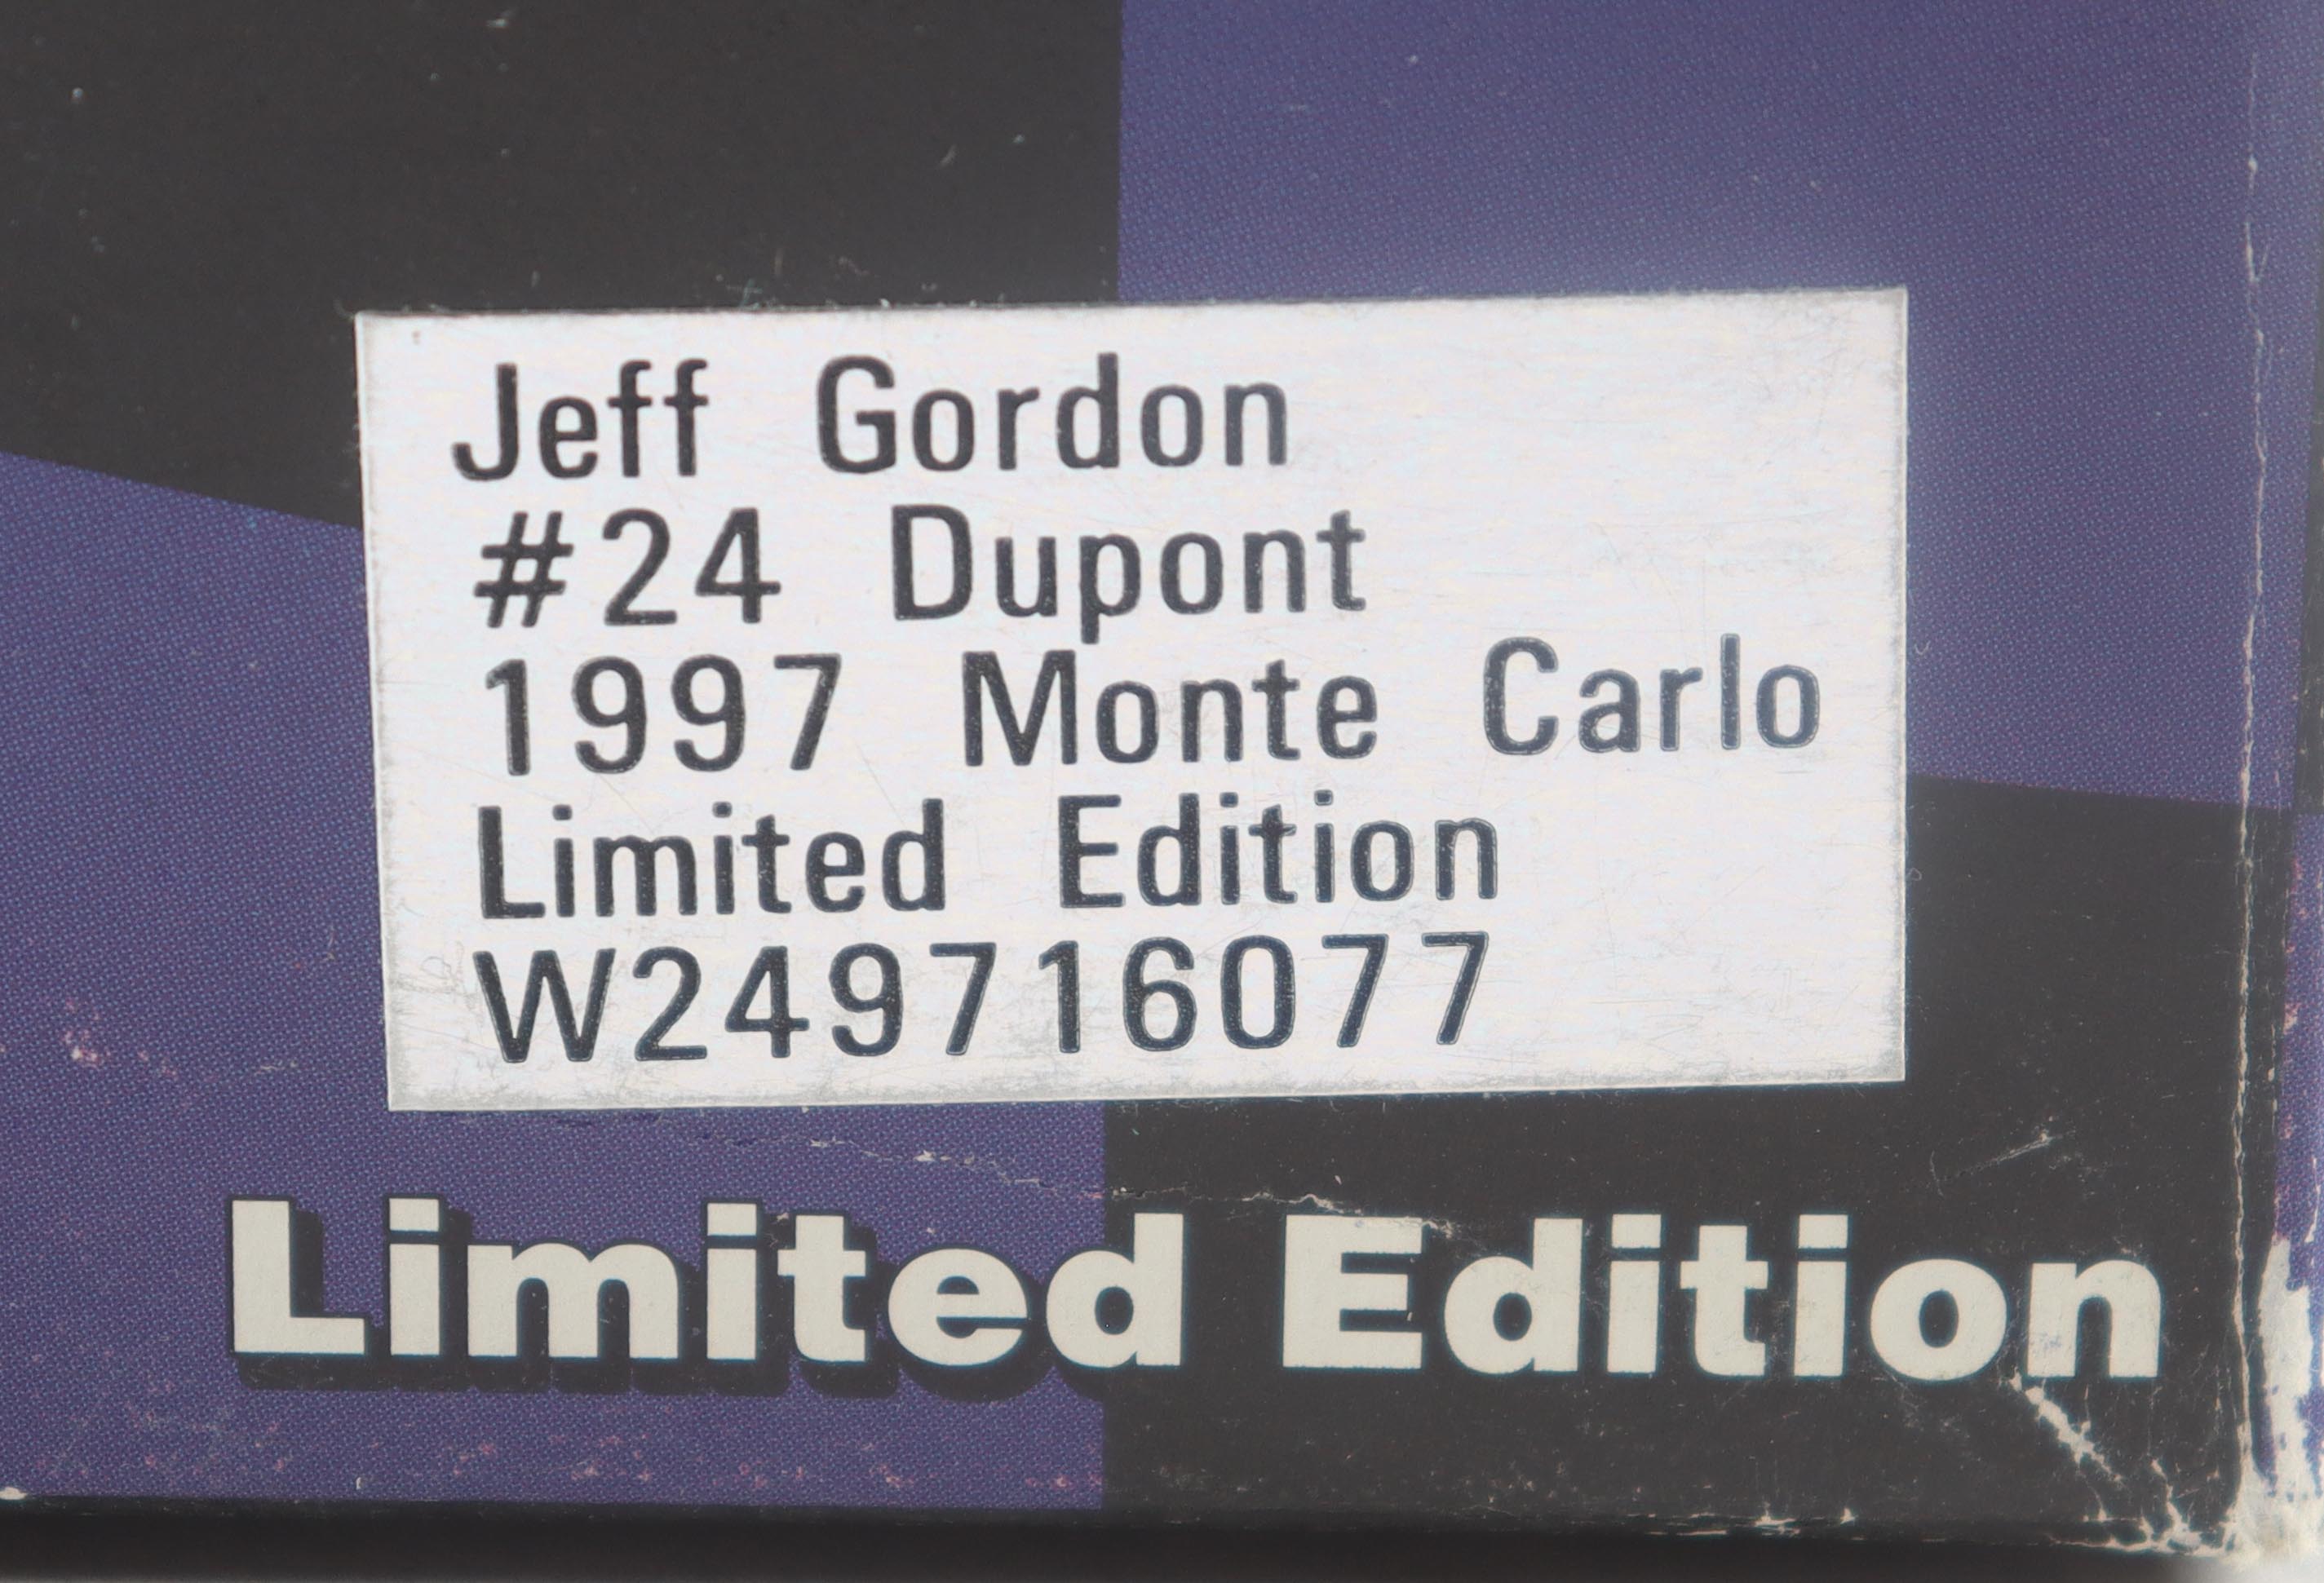 Jeff Gordon
#24 Dupont
1997 Monte Carlo
Limited Edition
W249716077
Limited Edition